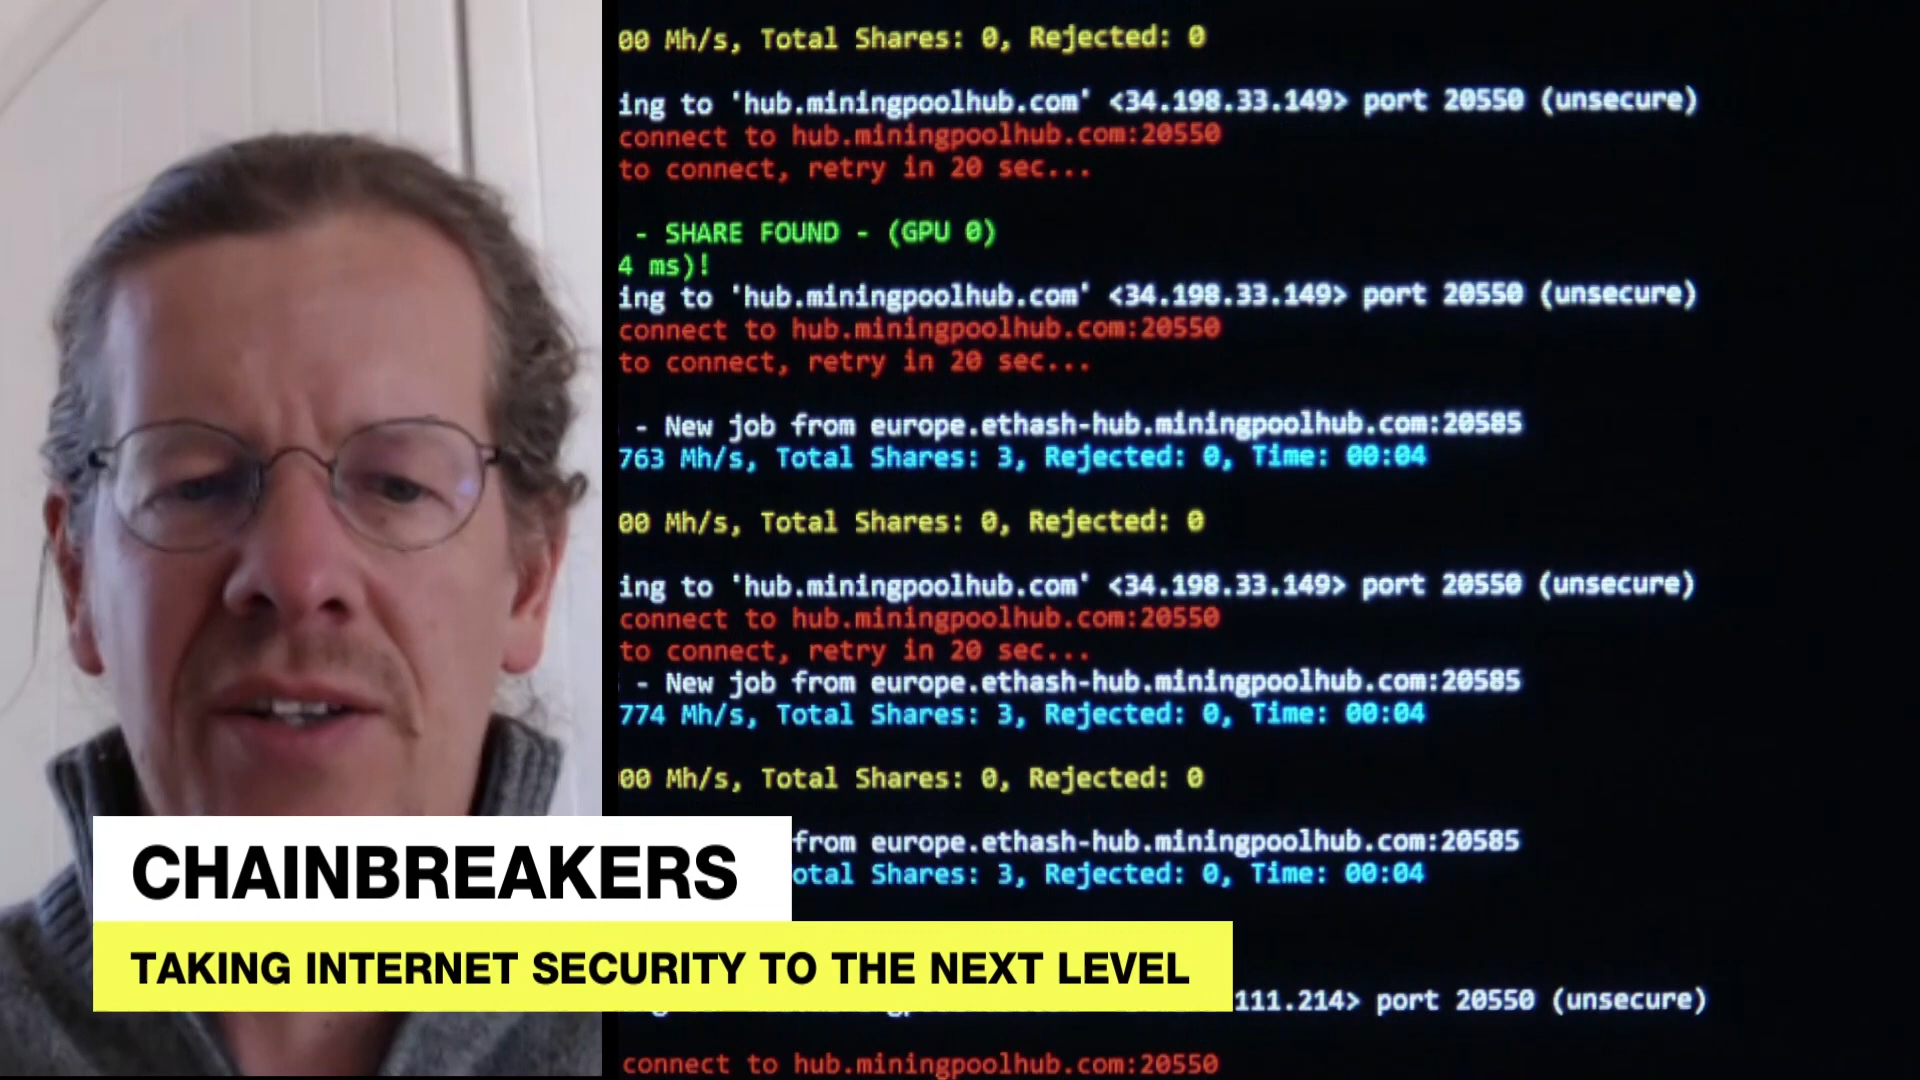 00 Mh/s, Total Shares: 0, Rejected: 0
ing to 'hub.miningpoolhub.com' <34.198.33.149> port 20550 (unsecure)
connect to hub.miningpoolhub.com:20550
to connect, retry in 20 sec...
- SHARE FOUND - (GPU 0)
4 ms)!
ing to 'hub.miningpoolhub.com' <34.198.33.149> port 20550 (unsecure)
connect to hub.miningpoolhub.com:20550
to connect, retry in 20 sec...
- New job from europe.ethash-hub.miningpoolhub.com:20585
763 Mh/s, Total Shares: 3, Rejected: 0, Time: 00:04
00 Mh/s, Total Shares: 0, Rejected: 0
ing to 'hub.miningpoolhub.com' <34.198.33.149> port 20550 (unsecure)
connect to hub.miningpoolhub.com:20550
to connect, retry in 20 sec...
- New job from europe.ethash-hub.miningpoolhub.com:20585
774 Mh/s, Total Shares: 3, Rejected: 0, Time: 00:04
00 Mh/s, Total Shares: 0, Rejected: 0
from europe.ethash-hub.miningpoolhub.com:20585
otal Shares: 3, Rejected: 0, Time: 00:04
111.214> port 20550 (unsecure)
connect to hub.miningpoolhub.com:20550
CHAINBREAKERS
TAKING INTERNET SECURITY TO THE NEXT LEVEL